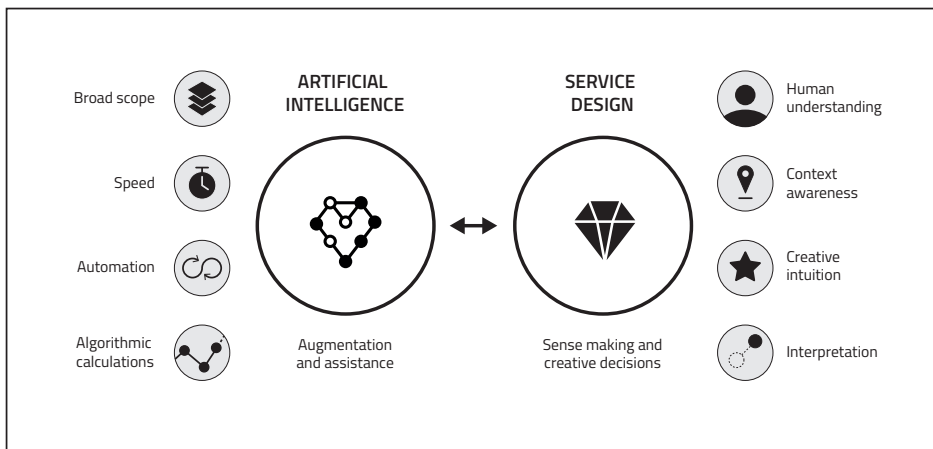 Broad scope
Speed
Automation
Algorithmic
calculations
ARTIFICIAL
INTELLIGENCE
Augmentation
and assistance
SERVICE
DESIGN
Sense making and
creative decisions
Human
understanding
Context
awareness
Creative
intuition
Interpretation